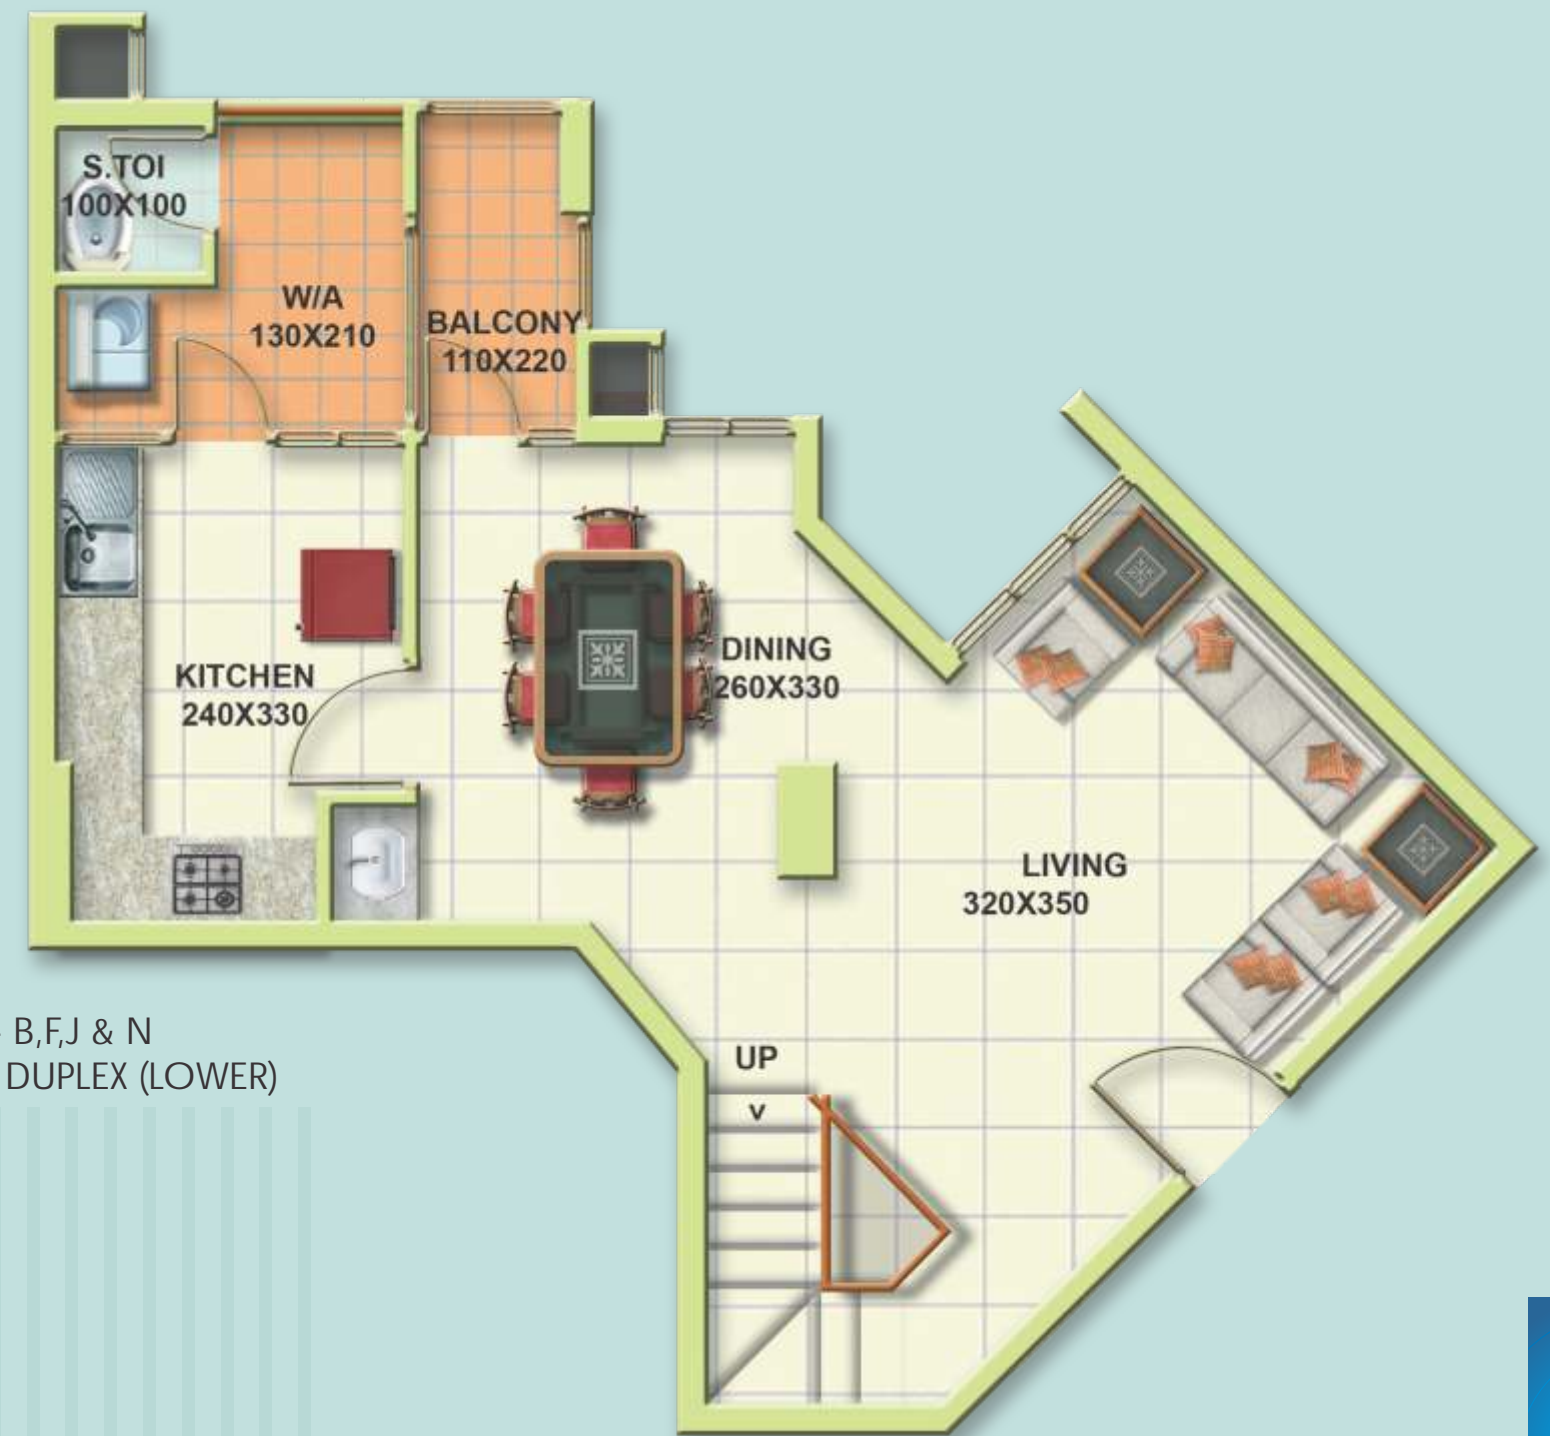 S.TOI
100X100
W/A
130X210
BALCONY
110X220
KITCHEN
240X330
DINING
260X330
LIVING
320X350
UP
v
B,F,J & N
DUPLEX (LOWER)